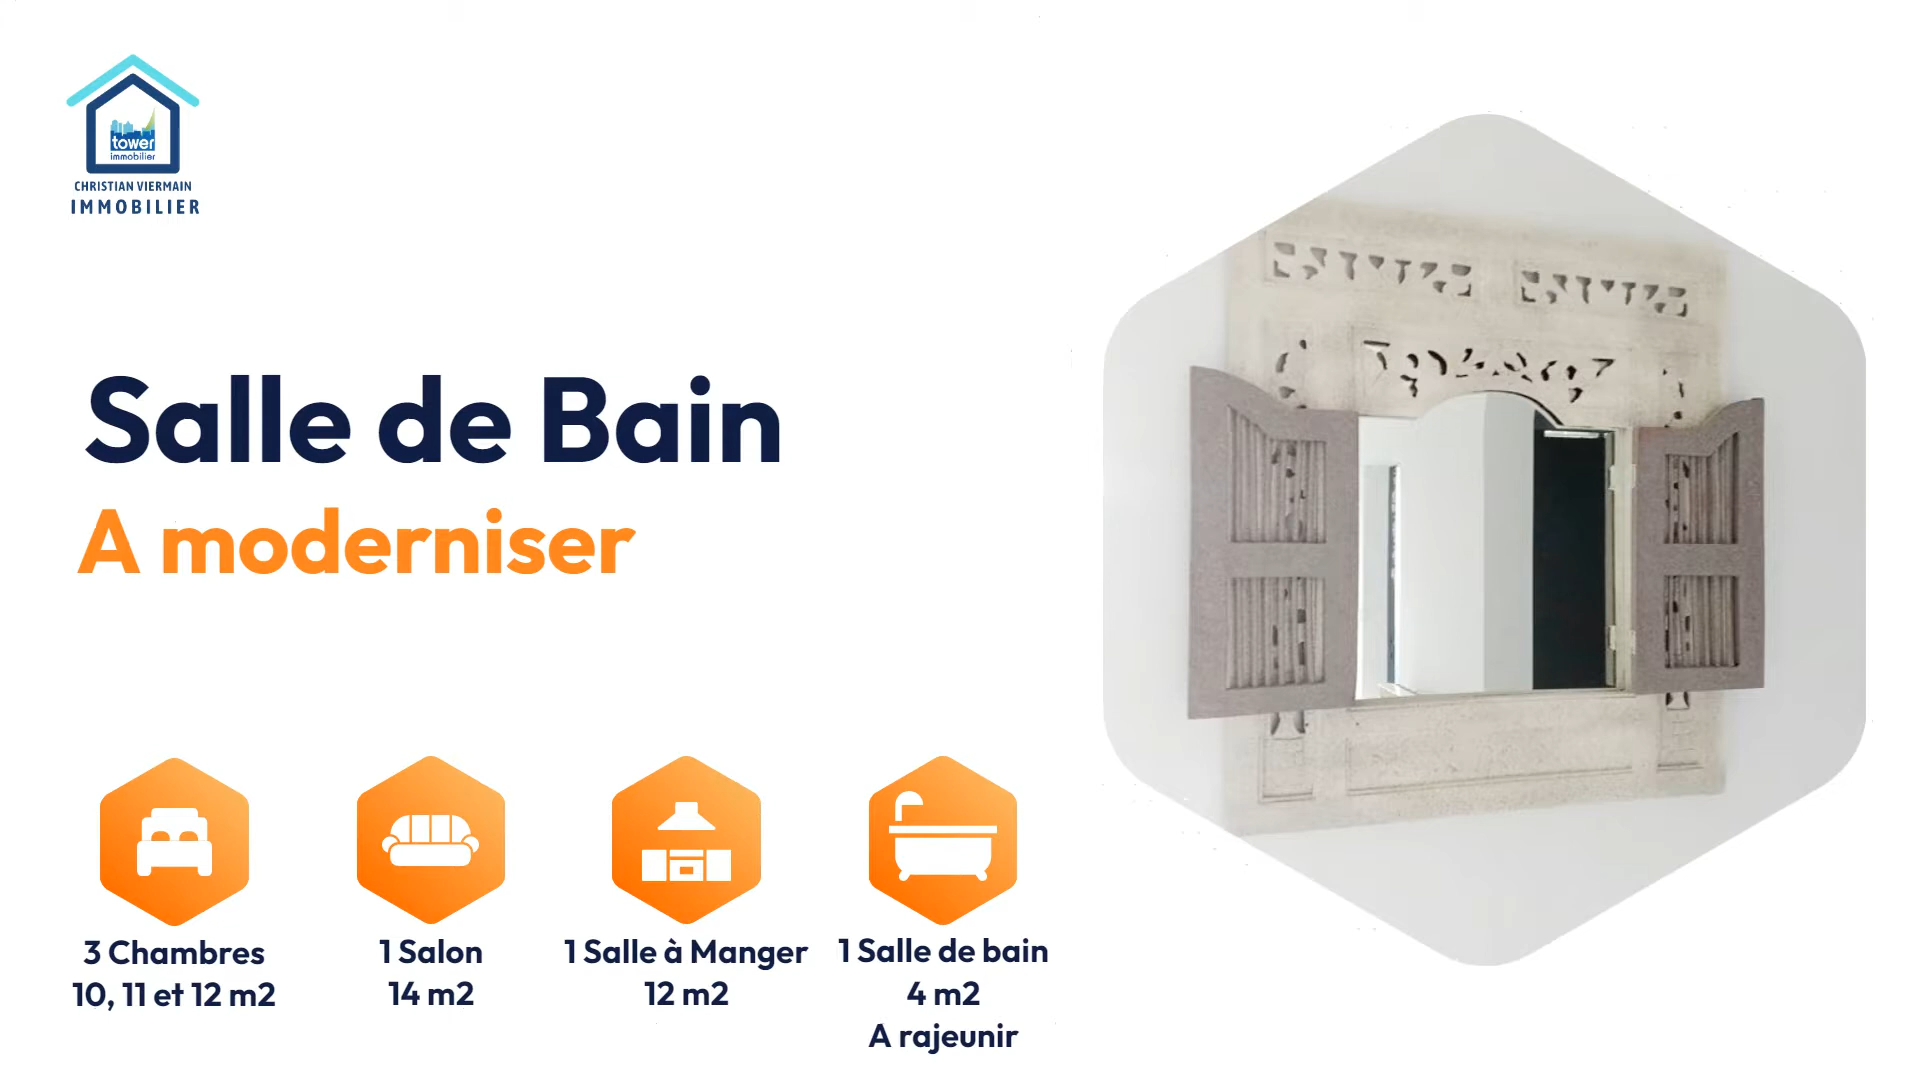 tower
immobilier
CHRISTIAN VIERMAIN
IMMOBILIER
Salle de Bain
A moderniser
3 Chambres
10, 11 et 12 m2
1 Salon
14 m2
1 Salle à Manger
12 m2
1 Salle de bain
4 m2
A rajeunir